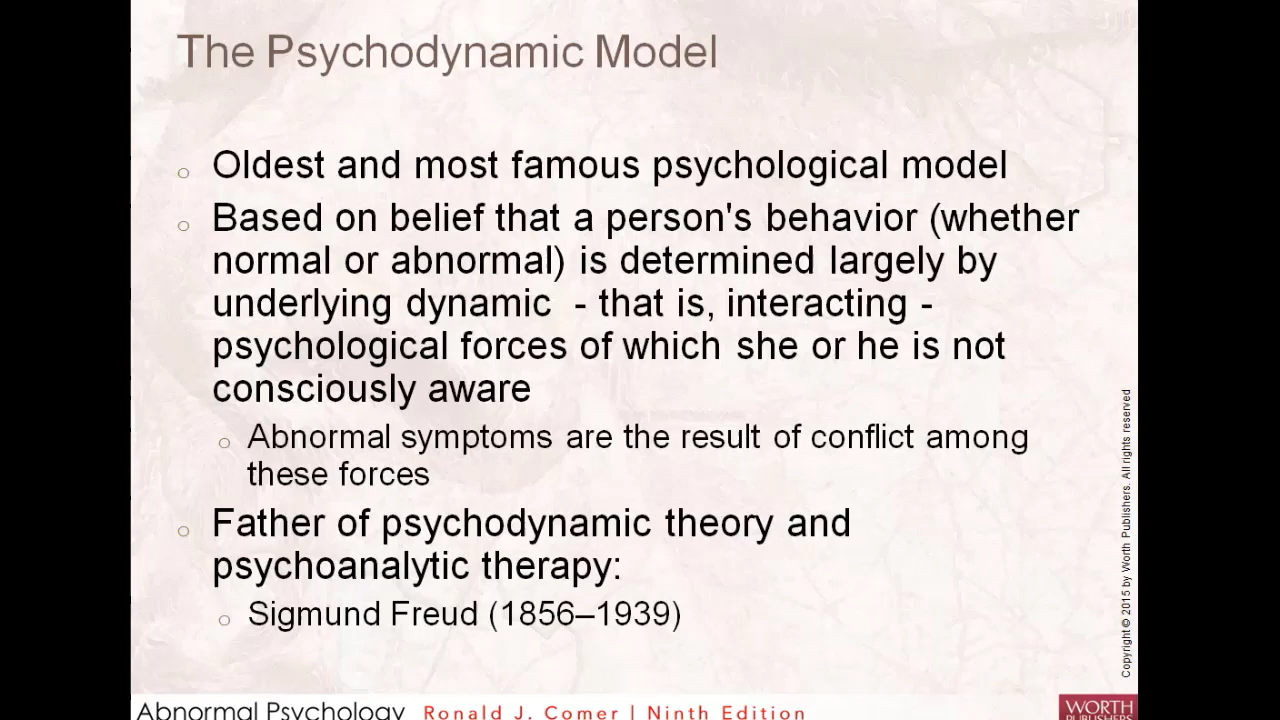 The Psychodynamic Model
Oldest and most famous psychological model
Based on belief that a person's behavior (whether
normal or abnormal) is determined largely by
underlying dynamic - that is, interacting -
psychological forces of which she or he is not
consciously aware
Abnormal symptoms are the result of conflict among
these forces
Father of psychodynamic theory and
psychoanalytic therapy:
Sigmund Freud (1856–1939)
Copyright © 2015 by Worth Publishers. All rights reserved
Abnormal Psychology Ronald J. Comer | Ninth Edition
WORTH
PUBLISHERS